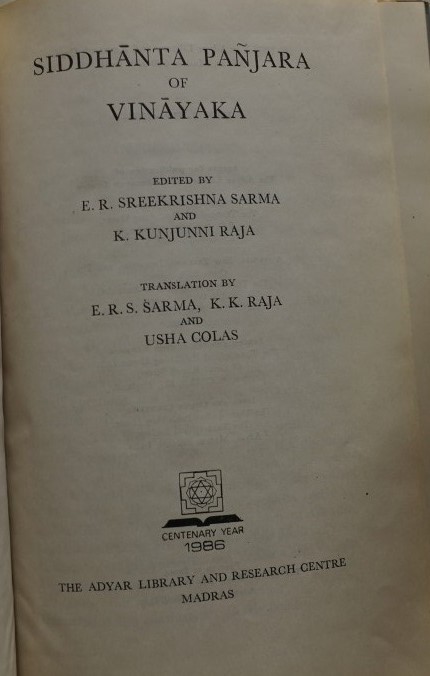 SIDDHĀNTA PAÑJARA
OF
VINĀYAKA
EDITED BY
E. R. SREEKRISHNA SARMA
AND
K. KUNJUNNI RAJA
TRANSLATION BY
E. R. S. SARMA, K. K. RAJA
AND
USHA COLAS
CENTENARY YEAR
1986
THE ADYAR LIBRARY AND RESEARCH CENTRE
MADRAS